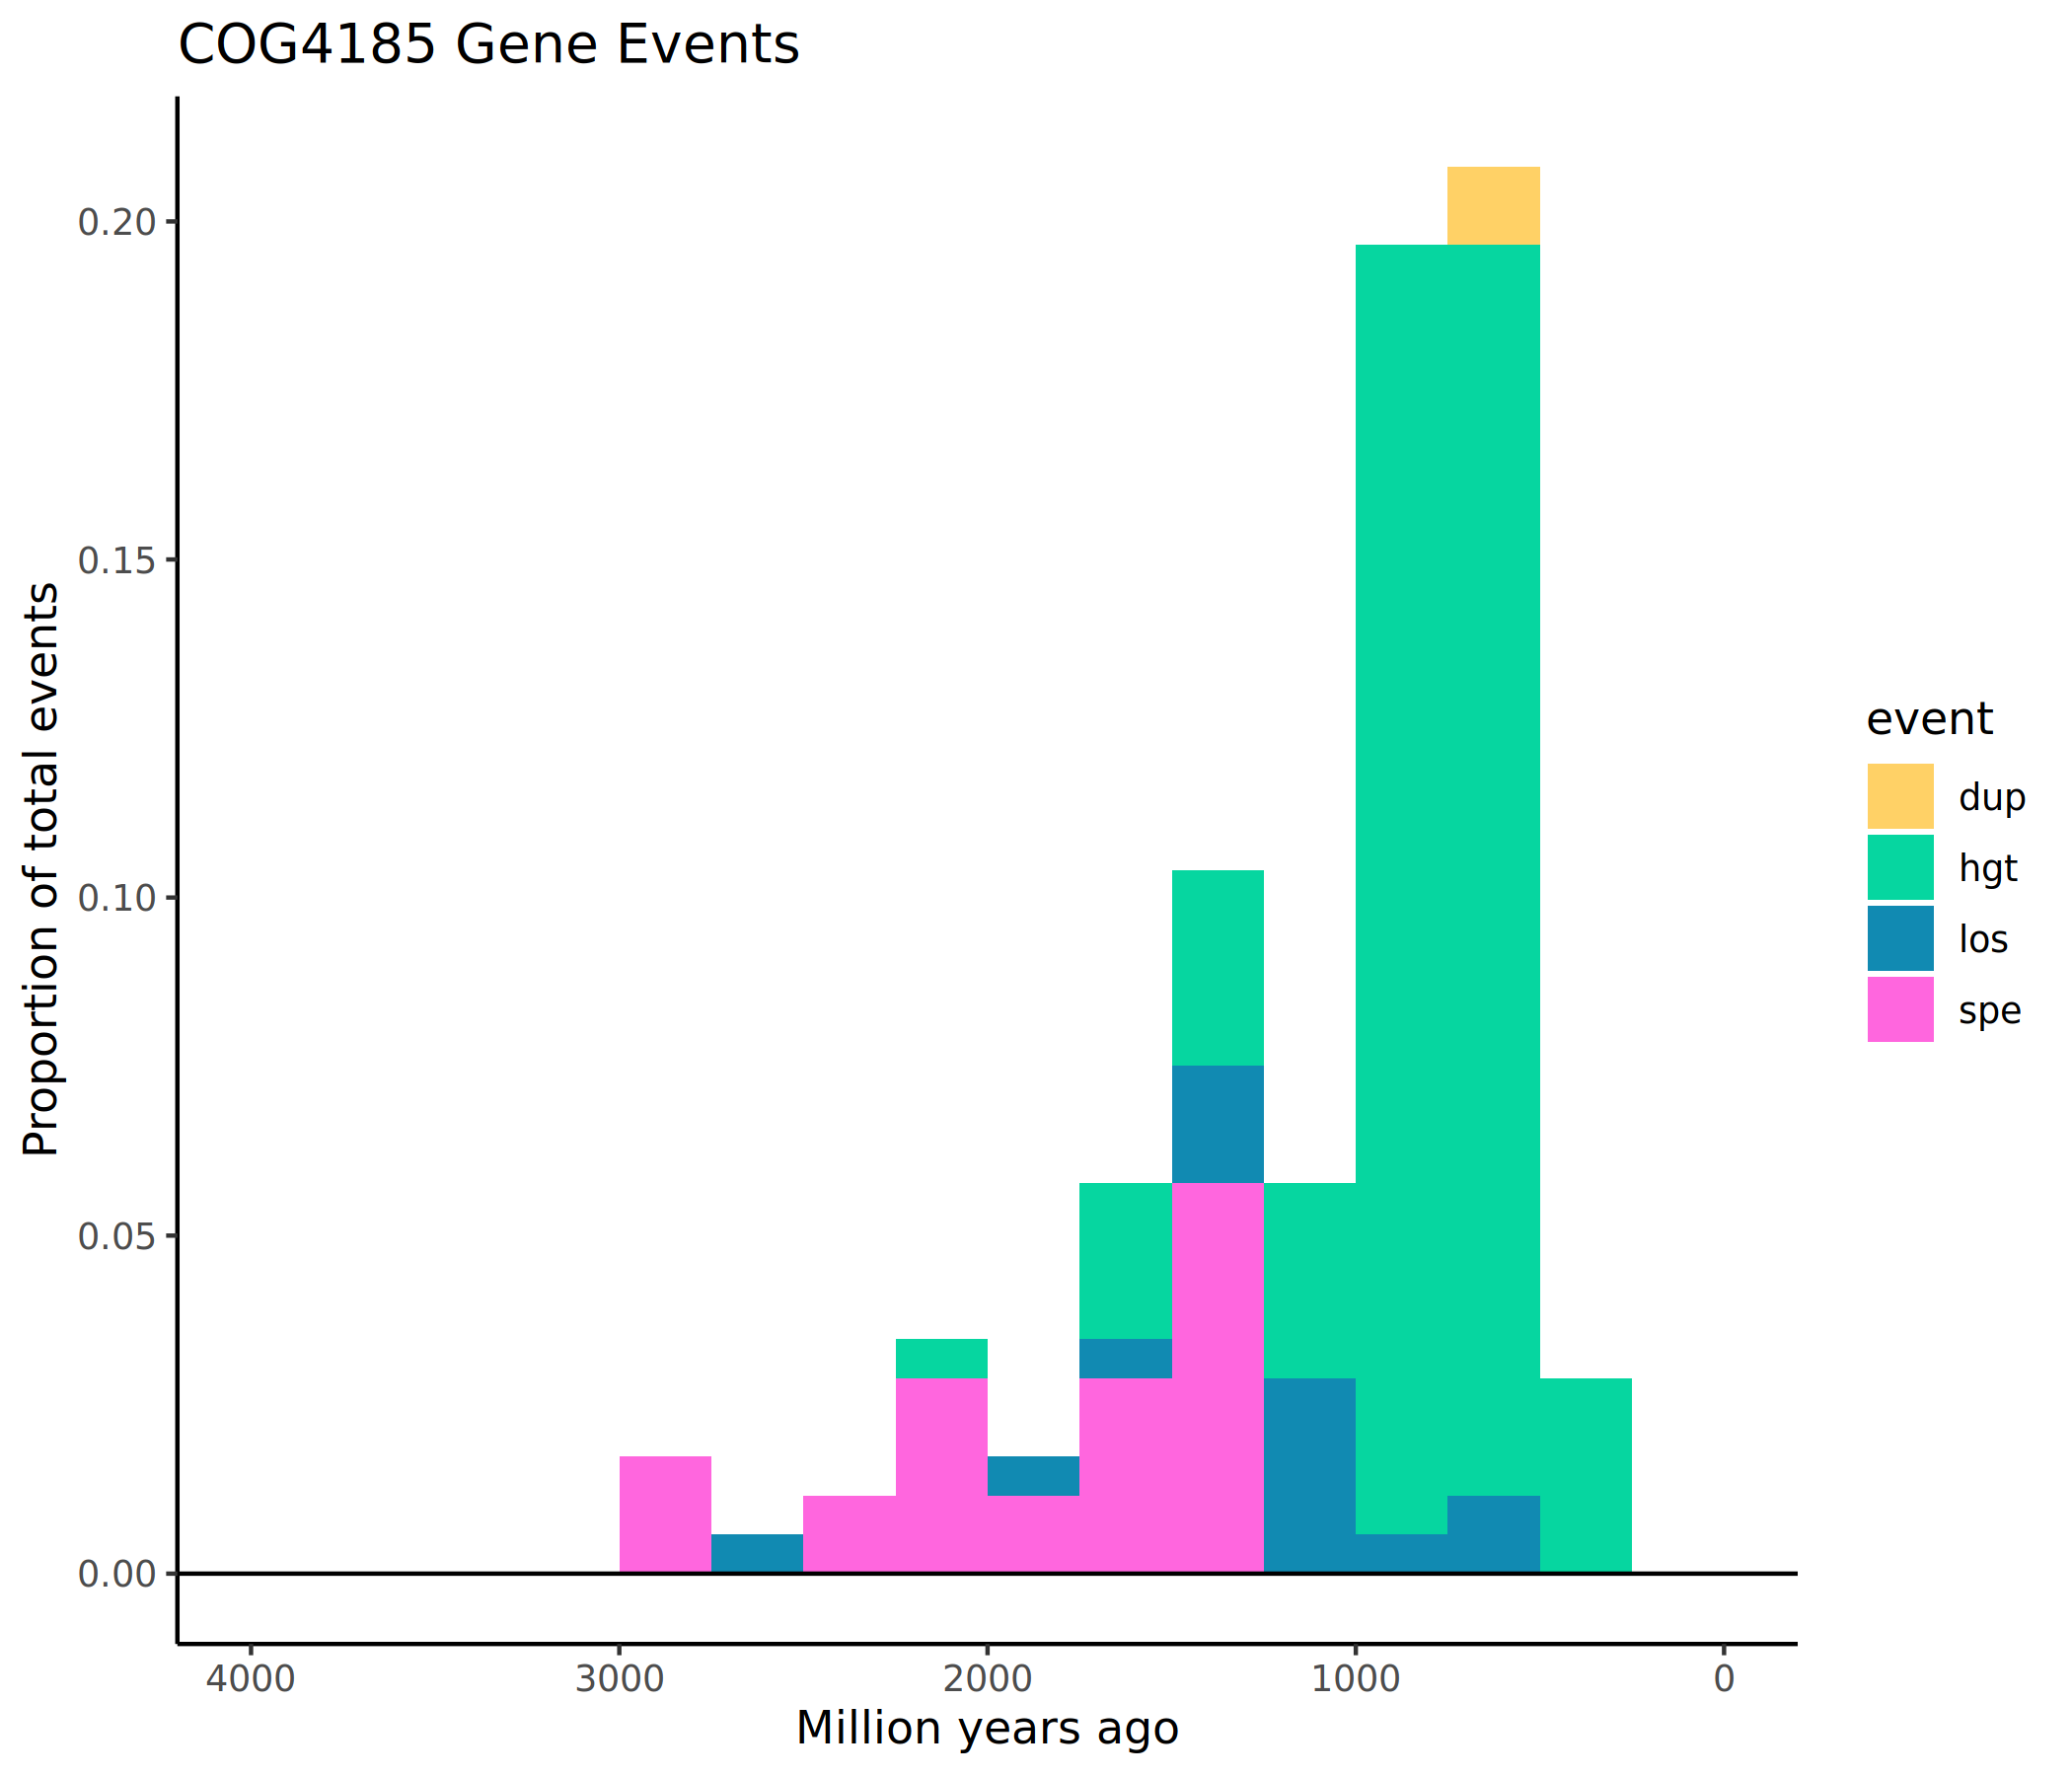 COG4185 Gene Events
Proportion of total events
0.20
0.15
0.10
0.05
0.00
4000 3000 2000 1000 0
Million years ago
event
dup
hgt
los
spe